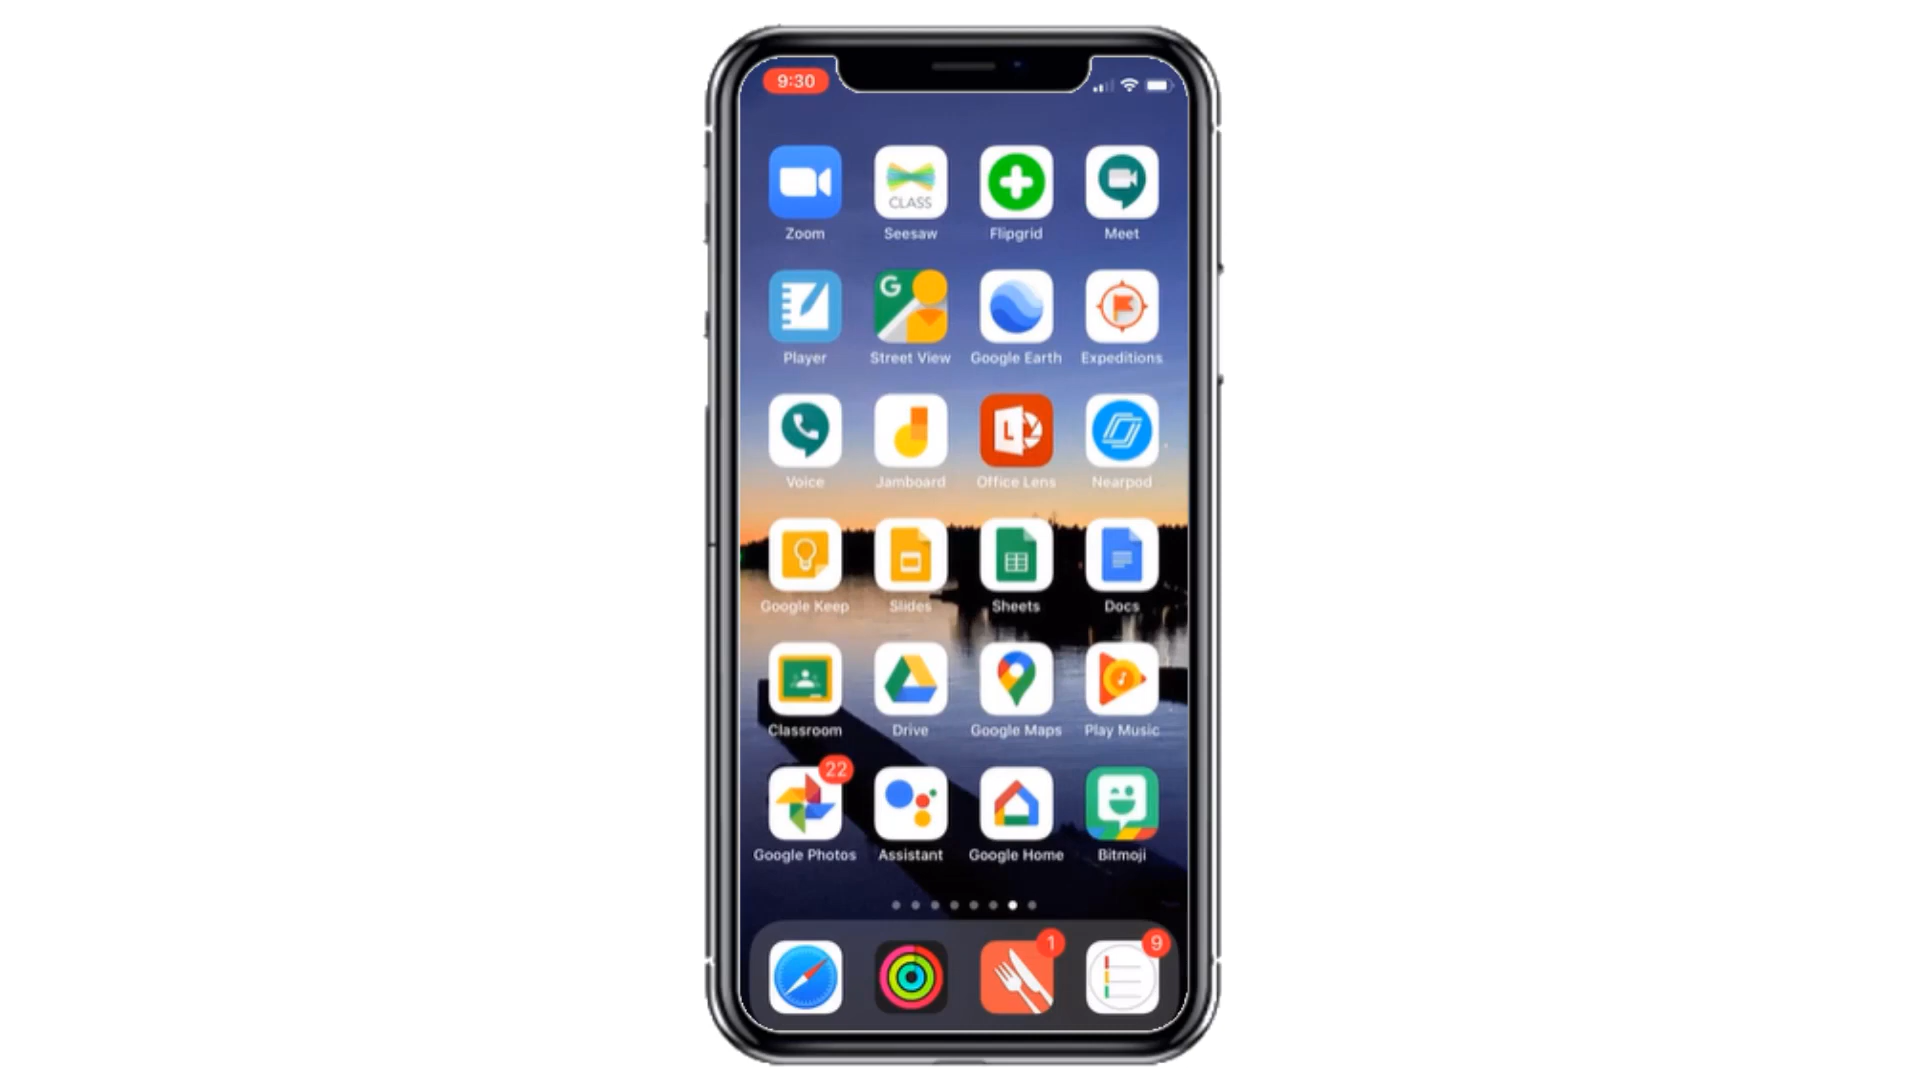 9:30
CLASS
Zoom Seesaw Flipgrid Meet
G
Player Street View Google Earth Expeditions
L
Voice Jamboard Office Lens Nearpod
Google Keep Slides Sheets Docs
Classroom Drive Google Maps Play Music
22
Google Photos Assistant Google Home Bitmoji
1 9